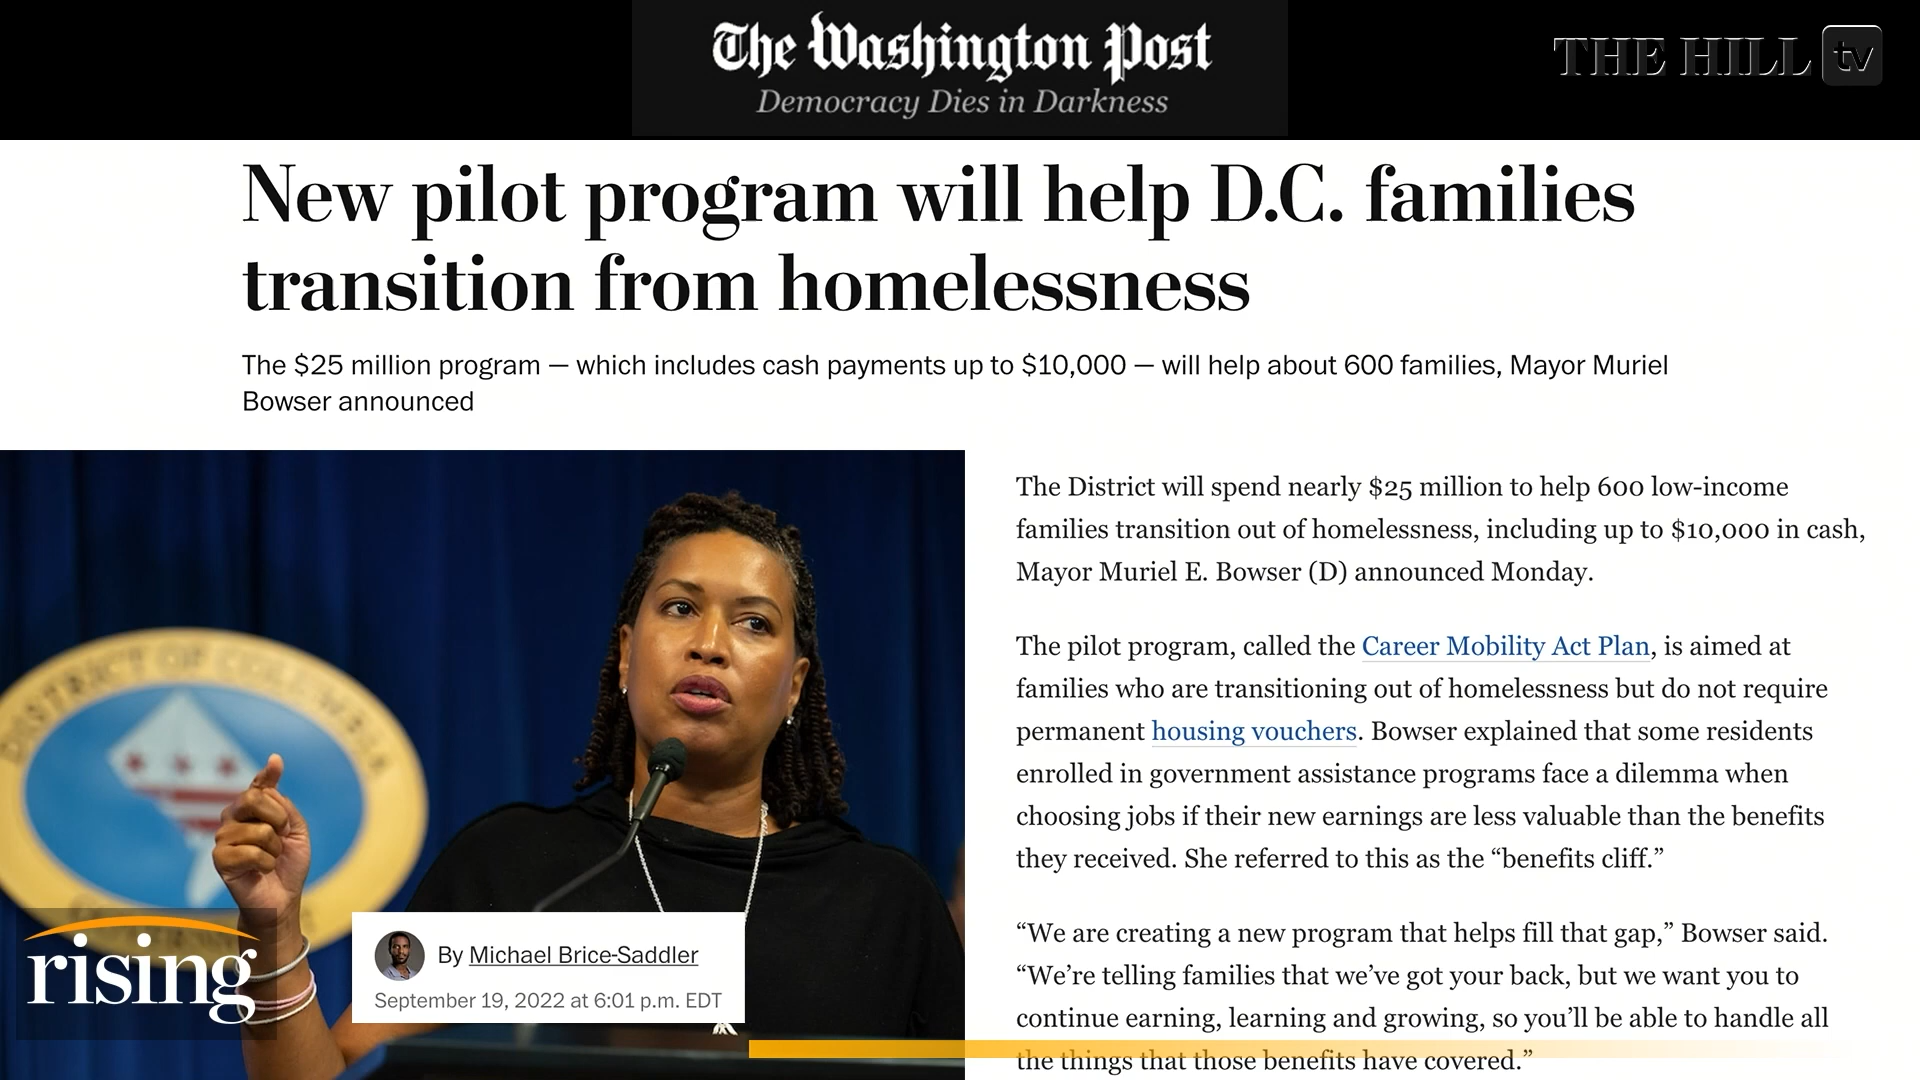 The Washington Post
Democracy Dies in Darkness
THE HILL tv
New pilot program will help D.C. families
transition from homelessness
The $25 million program — which includes cash payments up to $10,000 — will help about 600 families, Mayor Muriel
Bowser announced
The District will spend nearly $25 million to help 600 low-income
families transition out of homelessness, including up to $10,000 in cash,
Mayor Muriel E. Bowser (D) announced Monday.
The pilot program, called the Career Mobility Act Plan, is aimed at
families who are transitioning out of homelessness but do not require
permanent housing vouchers. Bowser explained that some residents
enrolled in government assistance programs face a dilemma when
choosing jobs if their new earnings are less valuable than the benefits
they received. She referred to this as the “benefits cliff.”
“We are creating a new program that helps fill that gap,” Bowser said.
“We’re telling families that we’ve got your back, but we want you to
continue earning, learning and growing, so you’ll be able to handle all
the things that those benefits have covered.”
DISTRICT OF COLUMBIA
rising
By Michael Brice-Saddler
September 19, 2022 at 6:01 p.m. EDT